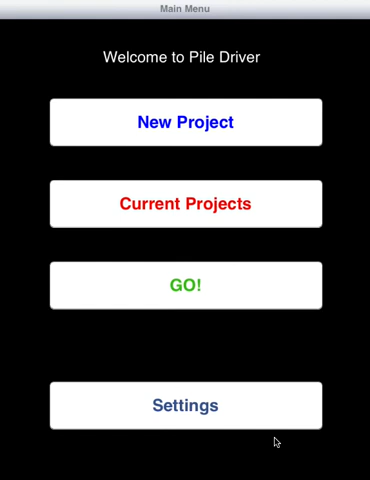 Main Menu
Welcome to Pile Driver
New Project
Current Projects
GO!
Settings